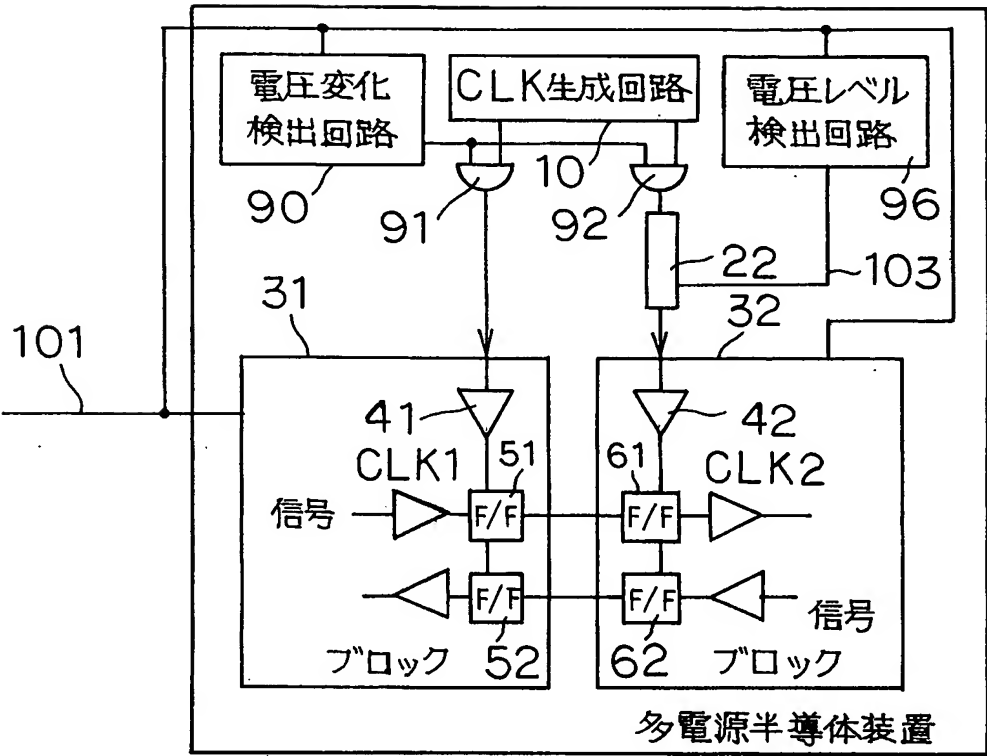 電圧変化
検出回路
CLK生成回路
電圧レベル
検出回路
90
91
10
92
96
22
103
31
32
101
41
42
CLK1
51
61
CLK2
信号
F/F
F/F
F/F
F/F
信号
ブロック
52
62
ブロック
多電源半導体装置